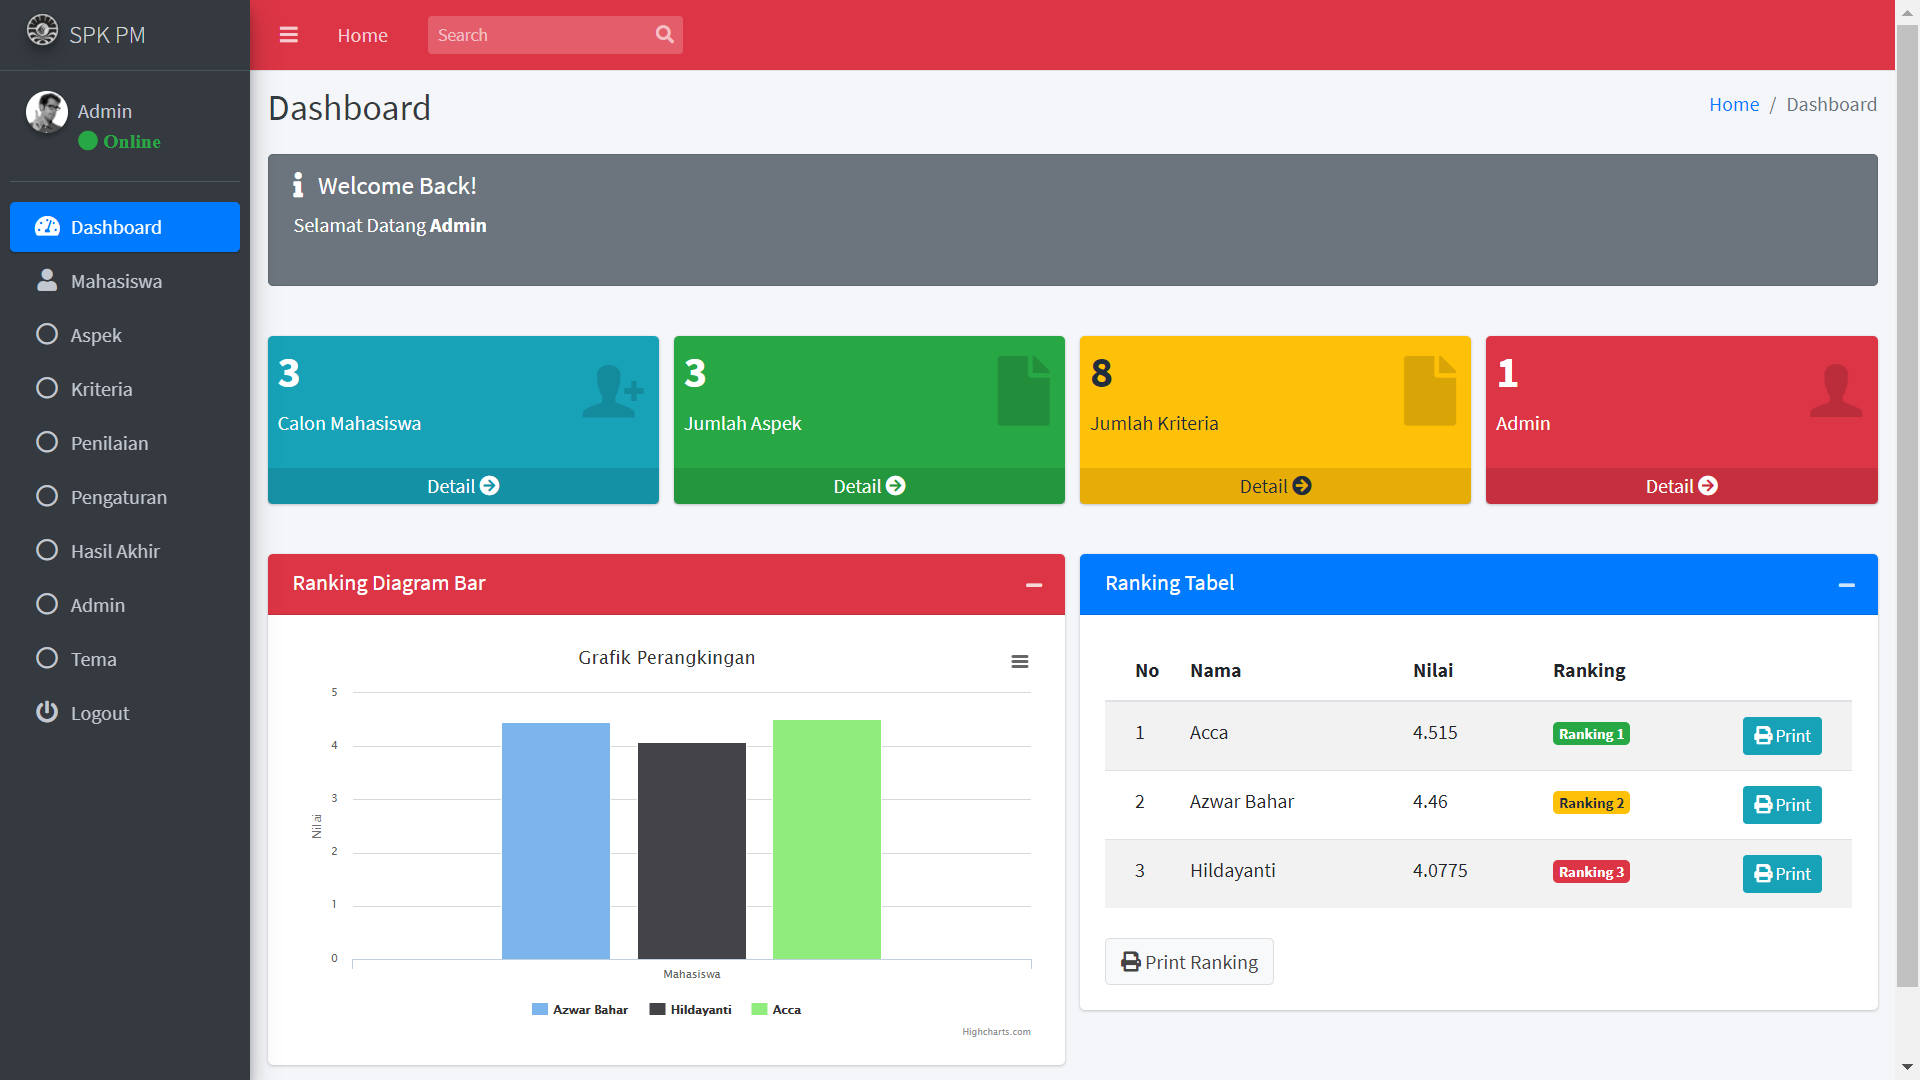 SPK PM
Home
Search
Admin
Online
Dashboard
Mahasiswa
Aspek
Kriteria
Penilaian
Pengaturan
Hasil Akhir
Admin
Tema
Logout
Dashboard
Home / Dashboard
Welcome Back!
Selamat Datang Admin
3
Calon Mahasiswa
Detail
3
Jumlah Aspek
Detail
8
Jumlah Kriteria
Detail
1
Admin
Detail
Ranking Diagram Bar
Grafik Perangkingan
5
4
3
2
1
0
Nilai
Mahasiswa
Azwar Bahar Hildayanti Acca
Highcharts.com
Ranking Tabel
No Nama Nilai Ranking
1 Acca 4.515 Ranking 1 Print
2 Azwar Bahar 4.46 Ranking 2 Print
3 Hildayanti 4.0775 Ranking 3 Print
Print Ranking